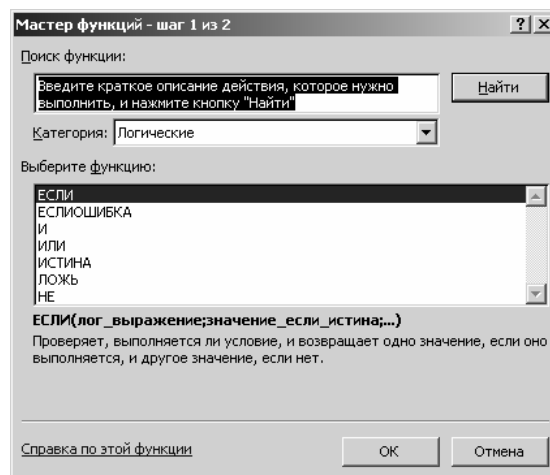 Мастер функций - шаг 1 из 2
Поиск функции:
Введите краткое описание действия, которое нужно
выполнить, и нажмите кнопку "Найти"
Найти
Категория: Логические
Выберите функцию:
ЕСЛИ
ЕСЛИОШИБКА
И
ИЛИ
ИСТИНА
ЛОЖЬ
НЕ
ЕСЛИ(лог_выражение;значение_если_истина;...)
Проверяет, выполняется ли условие, и возвращает одно значение, если оно
выполняется, и другое значение, если нет.
Справка по этой функции
ОК
Отмена